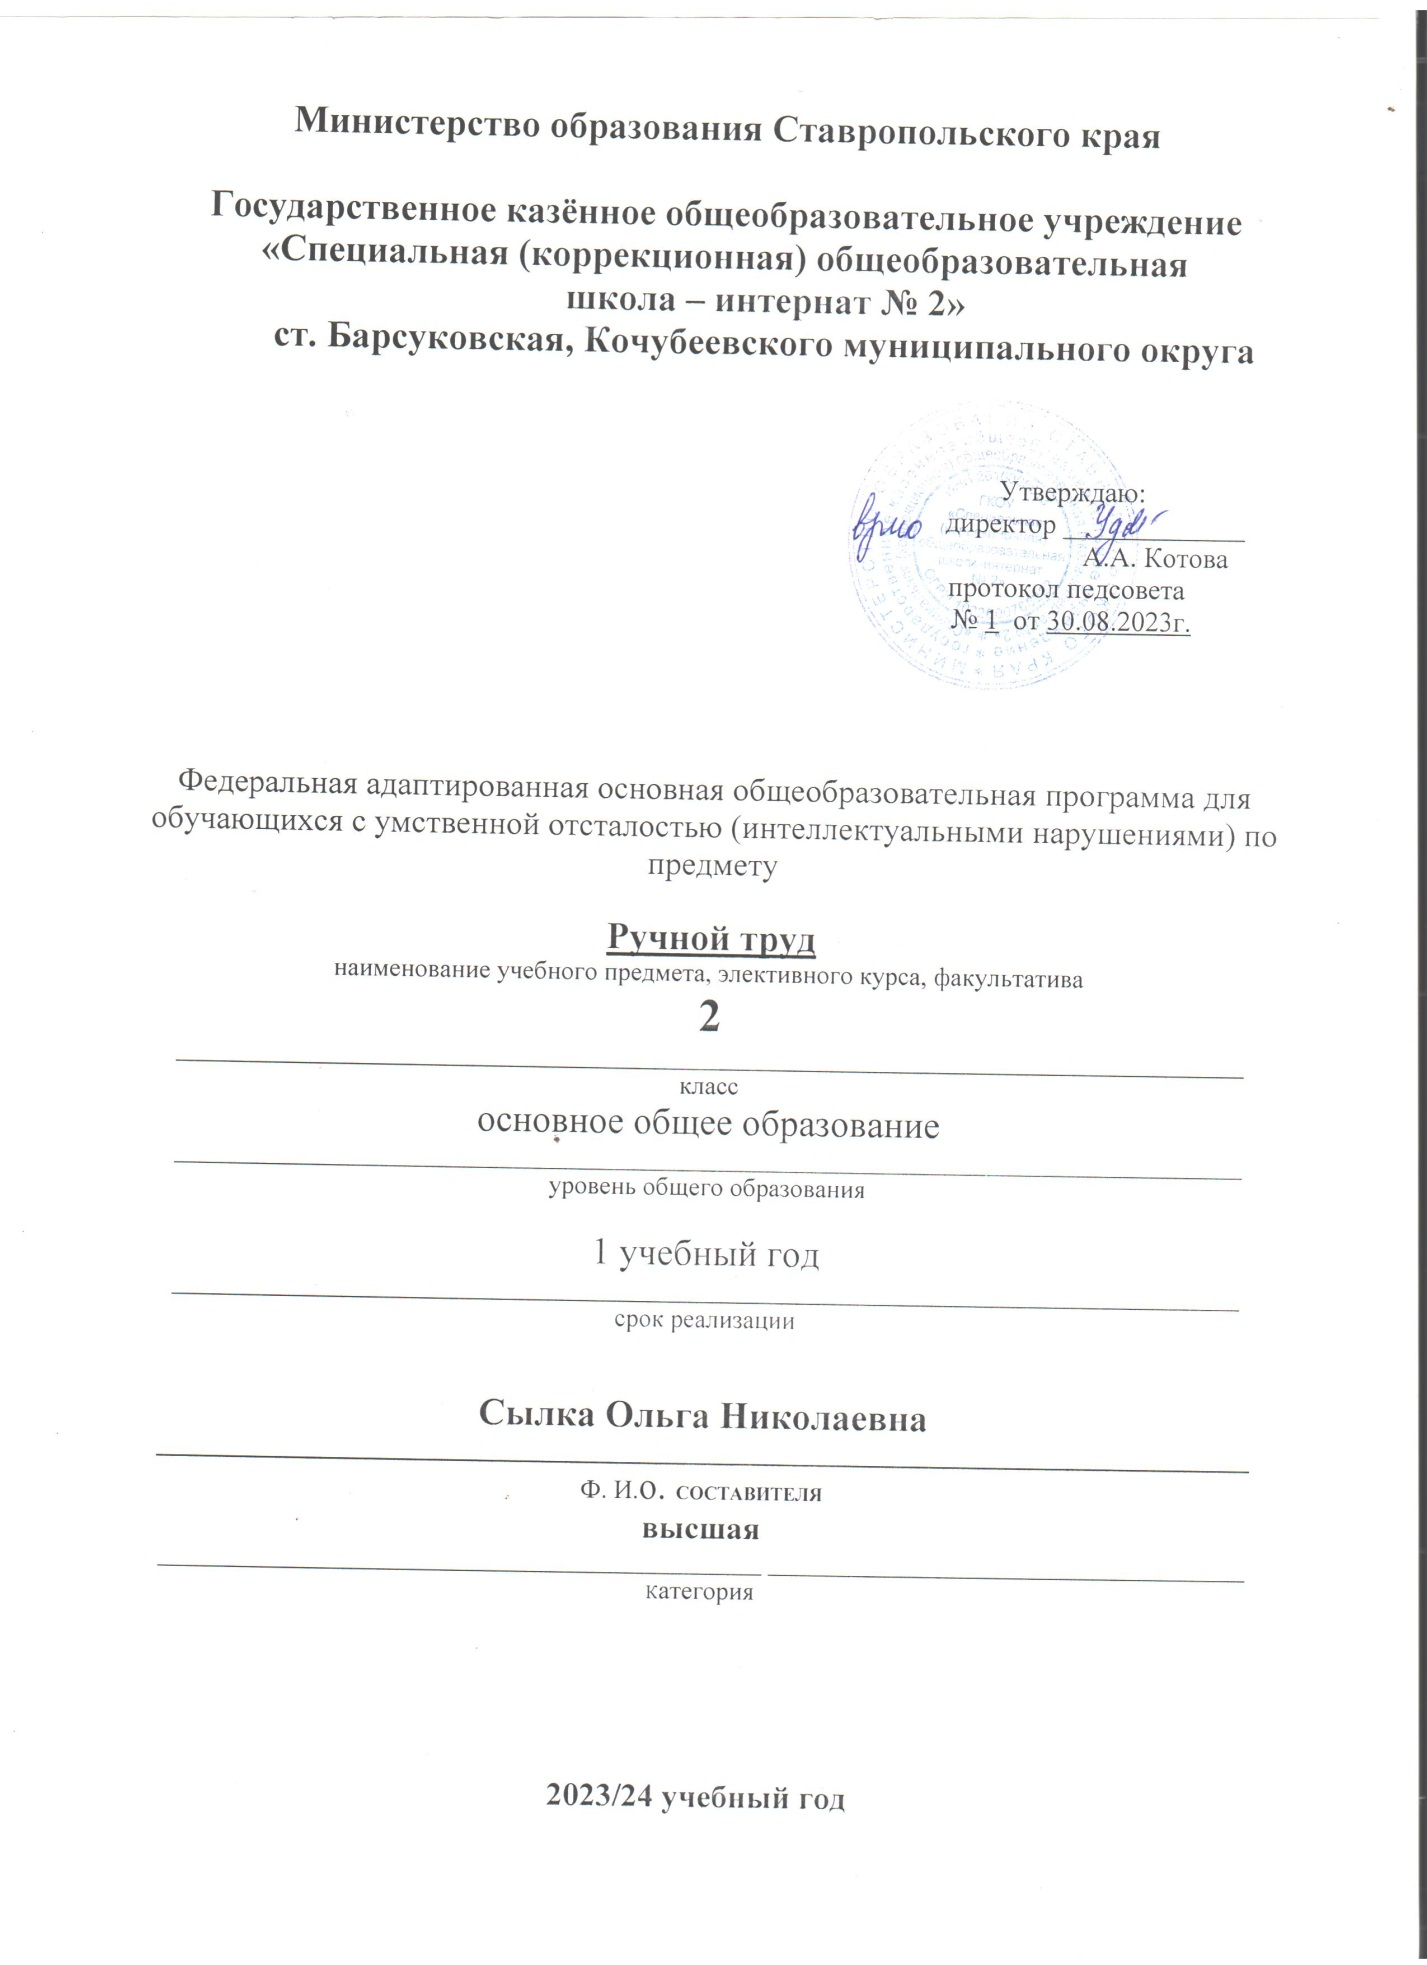 Министерство образования Ставропольского края
Государственное казённое общеобразовательное учреждение
«Специальная (коррекционная) общеобразовательная
школа – интернат № 2»
ст. Барсуковская, Кочубеевского муниципального округа
Утверждаю:
врио директор
А.А. Котова
протокол педсовета
№ 1 от 30.08.2023г.
Федеральная адаптированная основная общеобразовательная программа для
обучающихся с умственной отсталостью (интеллектуальными нарушениями) по
предмету
Ручной труд
наименование учебного предмета, элективного курса, факультатива
2
класс
основное общее образование
уровень общего образования
1 учебный год
срок реализации
Сылка Ольга Николаевна
Ф. И.О. СОСТАВИТЕЛЯ
высшая
категория
2023/24 учебный год